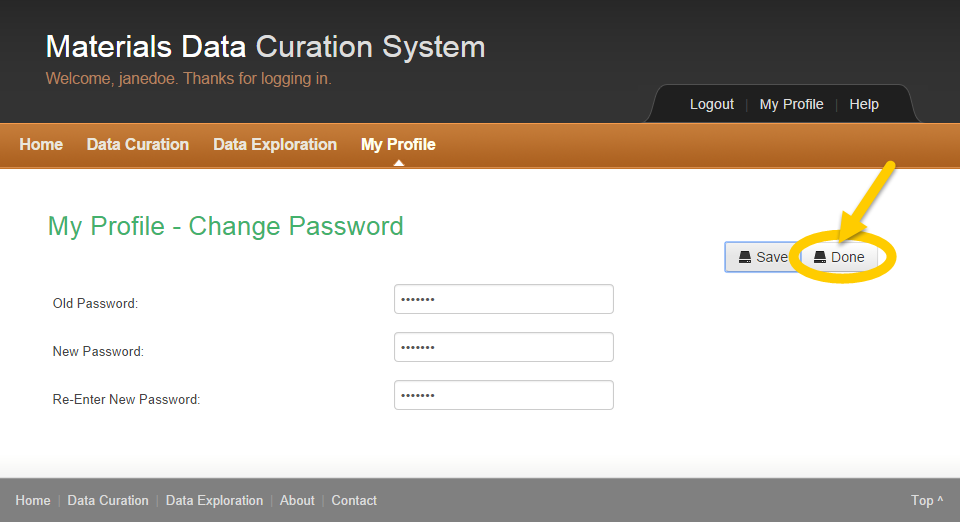 Materials Data Curation System
Welcome, janedoe. Thanks for logging in.
Logout | My Profile | Help
Home Data Curation Data Exploration My Profile
My Profile - Change Password
Save Done
Old Password: •••••••
New Password: •••••••
Re-Enter New Password: •••••••
Home | Data Curation | Data Exploration | About | Contact Top ^